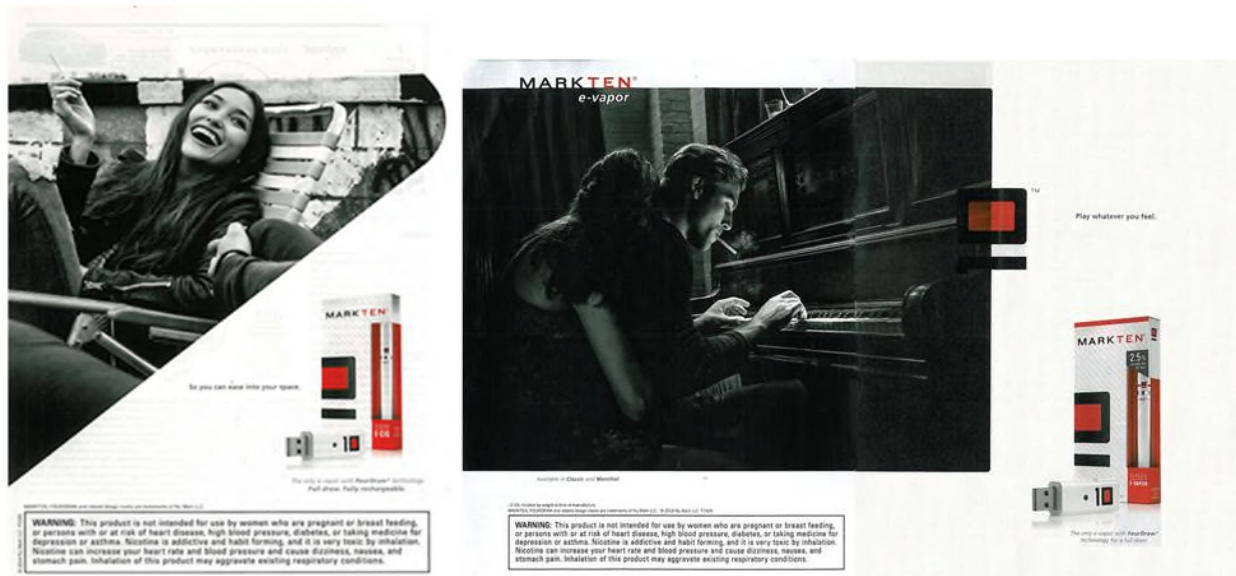 So you can ease into your space.
MARKTEN®
The only e-vapor with FourDraw® technology.
Full draw. Fully rechargeable.
WARNING: This product is not intended for use by women who are pregnant or breast feeding,
or persons with or at risk of heart disease, high blood pressure, diabetes, or taking medicine for
depression or asthma. Nicotine is addictive and habit forming, and it is very toxic by inhalation.
Nicotine can increase your heart rate and blood pressure and cause dizziness, nausea, and
stomach pain. Inhalation of this product may aggravate existing respiratory conditions.
MARKTEN®
e-vapor
TM
Play whatever you feel.
MARKTEN®
2.5%
The only e-vapor with FourDraw®
technology for a full draw.
Available in Classic and Menthol
WARNING: This product is not intended for use by women who are pregnant or breast feeding,
or persons with or at risk of heart disease, high blood pressure, diabetes, or taking medicine for
depression or asthma. Nicotine is addictive and habit forming, and it is very toxic by inhalation.
Nicotine can increase your heart rate and blood pressure and cause dizziness, nausea, and
stomach pain. Inhalation of this product may aggravate existing respiratory conditions.